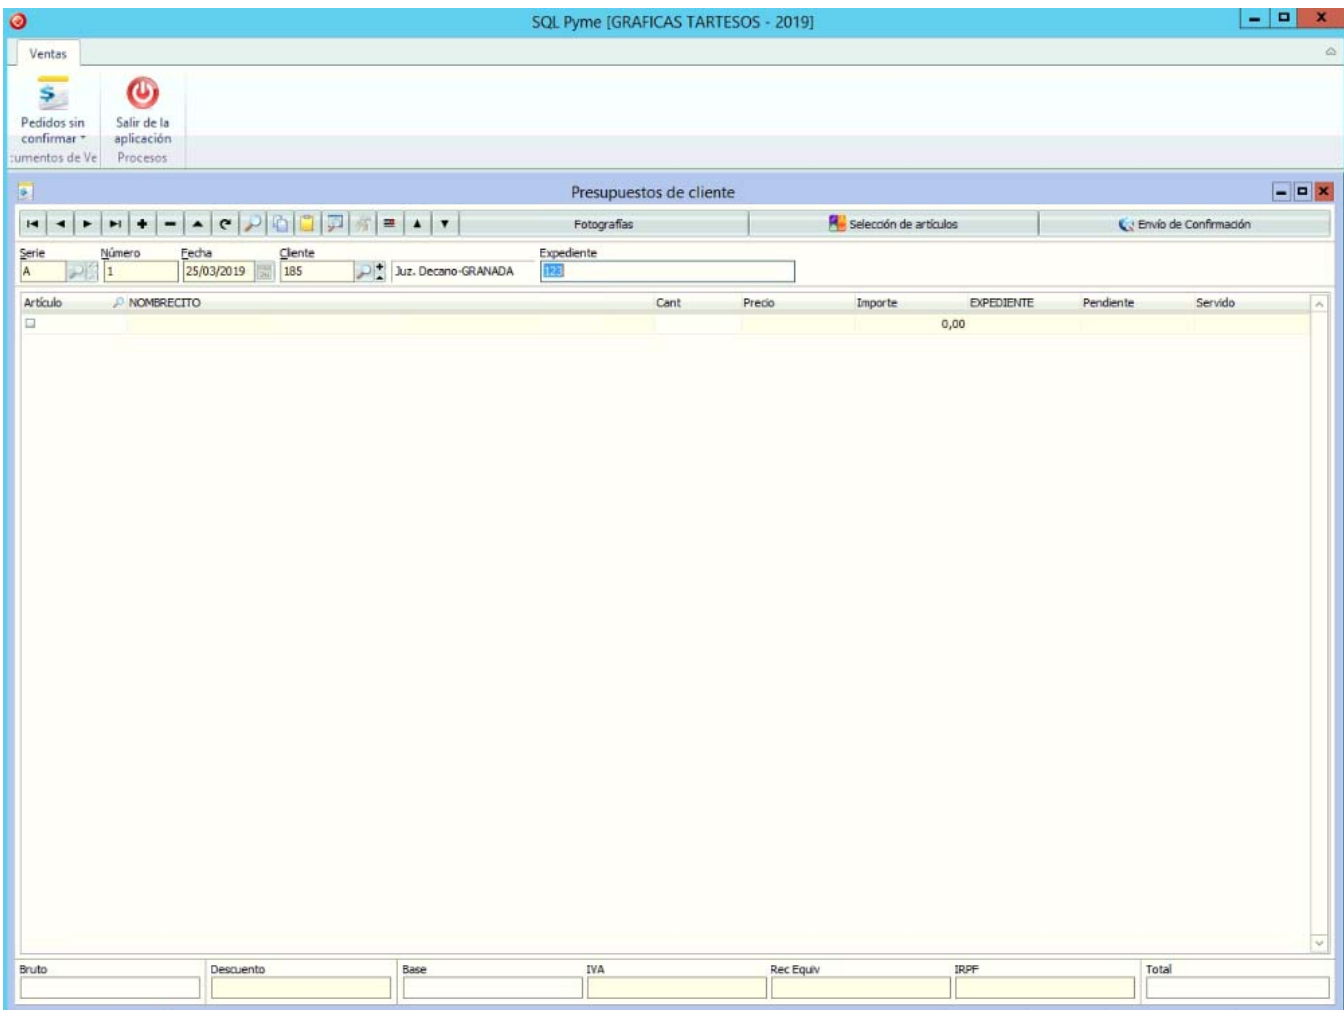 SQL Pyme [GRAFICAS TARTESOS - 2019]
Ventas
Pedidos sin confirmar
Salir de la aplicación
cumentos de Ve
Procesos
Presupuestos de cliente
Fotografías
Selección de artículos
Envío de Confirmación
Serie Número Fecha Cliente Expediente
A 1 25/03/2019 185 Juz. Decano-GRANADA 123
Artículo NOMBRECITO Cant Precio Importe EXPEDIENTE Pendiente Servido
0,00
Bruto Descuento Base IVA Rec Equiv IRPF Total